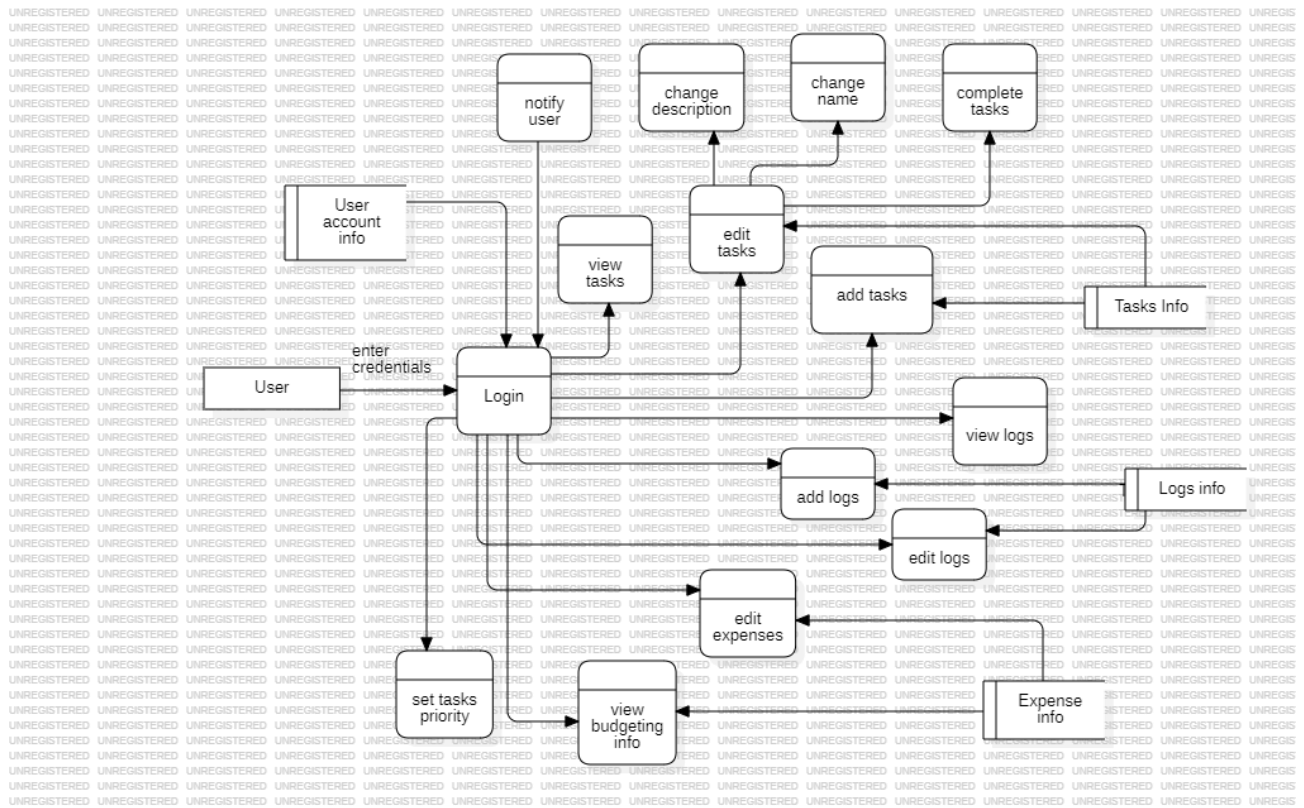 notify
user
change
description
change
name
complete
tasks
User
account
info
view
tasks
edit
tasks
add tasks
Tasks Info
enter
credentials
User
Login
view logs
add logs
Logs info
edit logs
edit
expenses
set tasks
priority
view
budgeting
info
Expense
info
UNREGISTERED